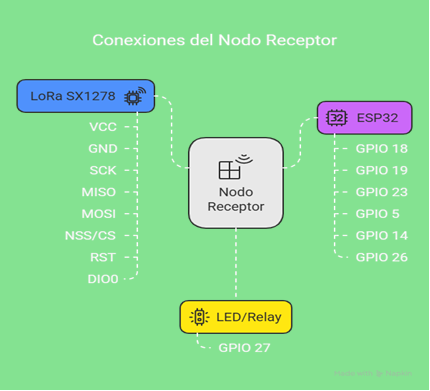 Conexiones del Nodo Receptor
LoRa SX1278
VCC
GND
SCK
MISO
MOSI
NSS/CS
RST
DIO0
Nodo
Receptor
32
ESP32
GPIO 18
GPIO 19
GPIO 23
GPIO 5
GPIO 14
GPIO 26
LED/Relay
GPIO 27